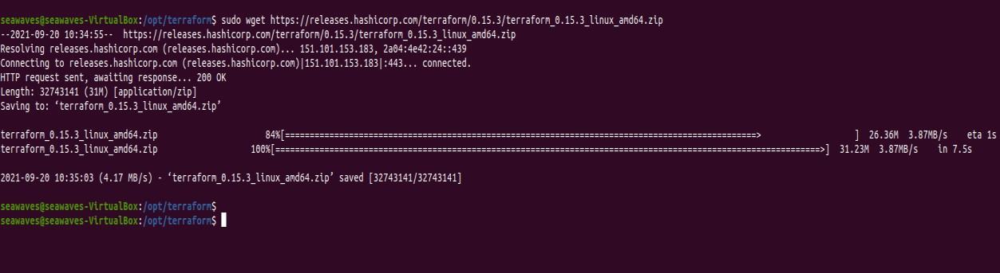 seawaves@seawaves-VirtualBox:/opt/terraform$ sudo wget https://releases.hashicorp.com/terraform/0.15.3/terraform_0.15.3_linux_amd64.zip
--2021-09-20 10:34:55--  https://releases.hashicorp.com/terraform/0.15.3/terraform_0.15.3_linux_amd64.zip
Resolving releases.hashicorp.com (releases.hashicorp.com)... 151.101.153.183, 2a04:4e42:24::439
Connecting to releases.hashicorp.com (releases.hashicorp.com)|151.101.153.183|:443... connected.
HTTP request sent, awaiting response... 200 OK
Length: 32743141 (31M) [application/zip]
Saving to: ‘terraform_0.15.3_linux_amd64.zip’
terraform_0.15.3_linux_amd64.zip 84%[================================================================================================> ] 26.36M 3.87MB/s eta 1s
terraform_0.15.3_linux_amd64.zip 100%[===============================================================================================================>] 31.23M 3.87MB/s in 7.5s
2021-09-20 10:35:03 (4.17 MB/s) - ‘terraform_0.15.3_linux_amd64.zip’ saved [32743141/32743141]
seawaves@seawaves-VirtualBox:/opt/terraform$
seawaves@seawaves-VirtualBox:/opt/terraform$